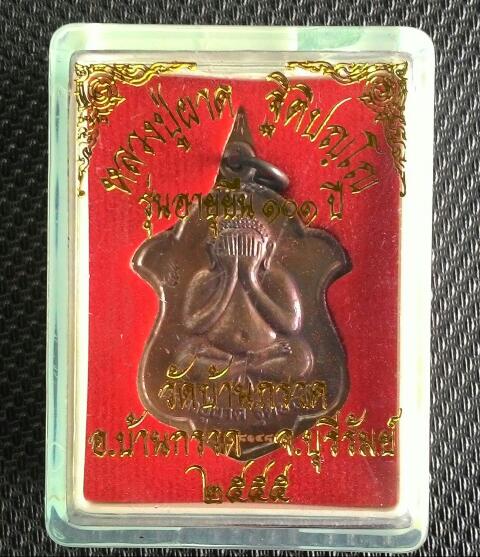 หลวงปู่ผาด ฐิติปญฺโญ
รุ่นอายุยืน ๑๐๑ ปี
วัดบ้านกรวด
อ.บ้านกรวด จ.บุรีรัมย์
๒๕๕๕